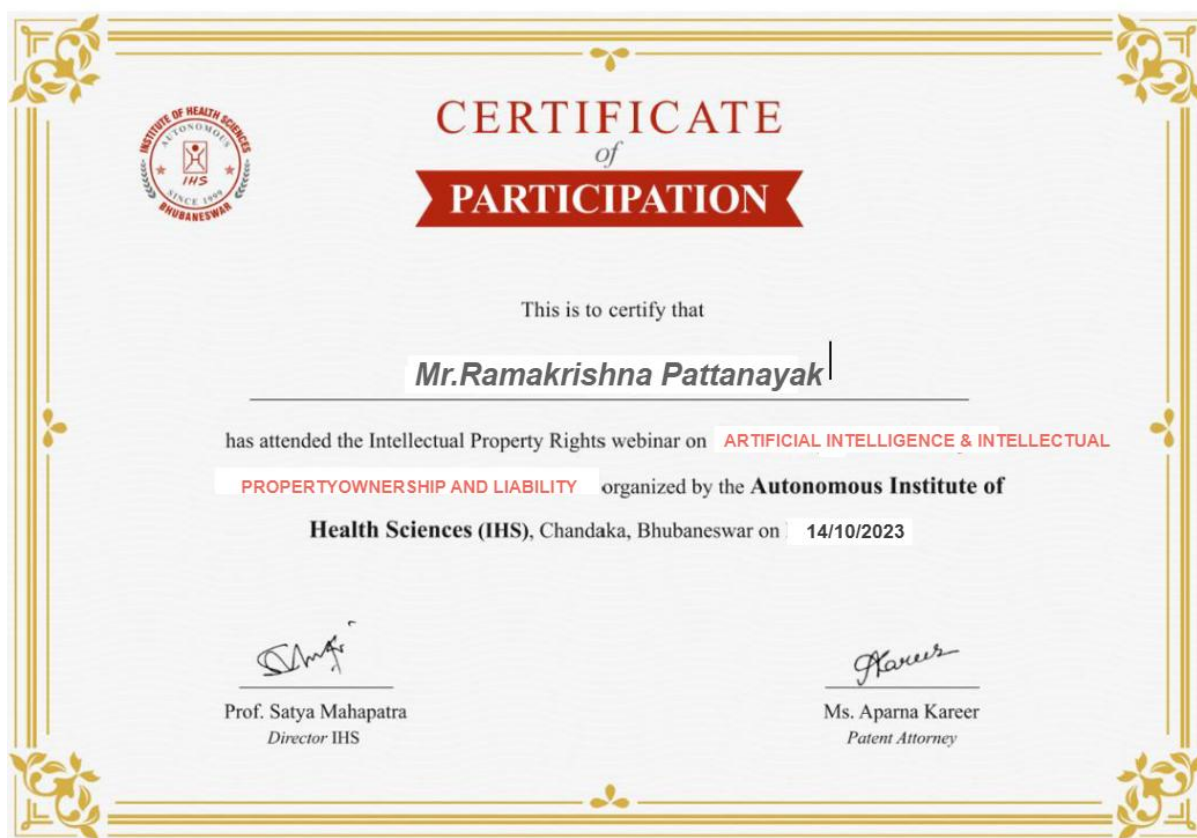 INSTITUTE OF HEALTH SCIENCES
AUTONOMOUS
IHS
SINCE 1999
BHUBANESWAR
CERTIFICATE
of
PARTICIPATION
This is to certify that
Mr.Ramakrishna Pattanayak
has attended the Intellectual Property Rights webinar on ARTIFICIAL INTELLIGENCE & INTELLECTUAL
PROPERTYOWNERSHIP AND LIABILITY organized by the Autonomous Institute of
Health Sciences (IHS), Chandaka, Bhubaneswar on 14/10/2023
Prof. Satya Mahapatra
Director IHS
Ms. Aparna Kareer
Patent Attorney